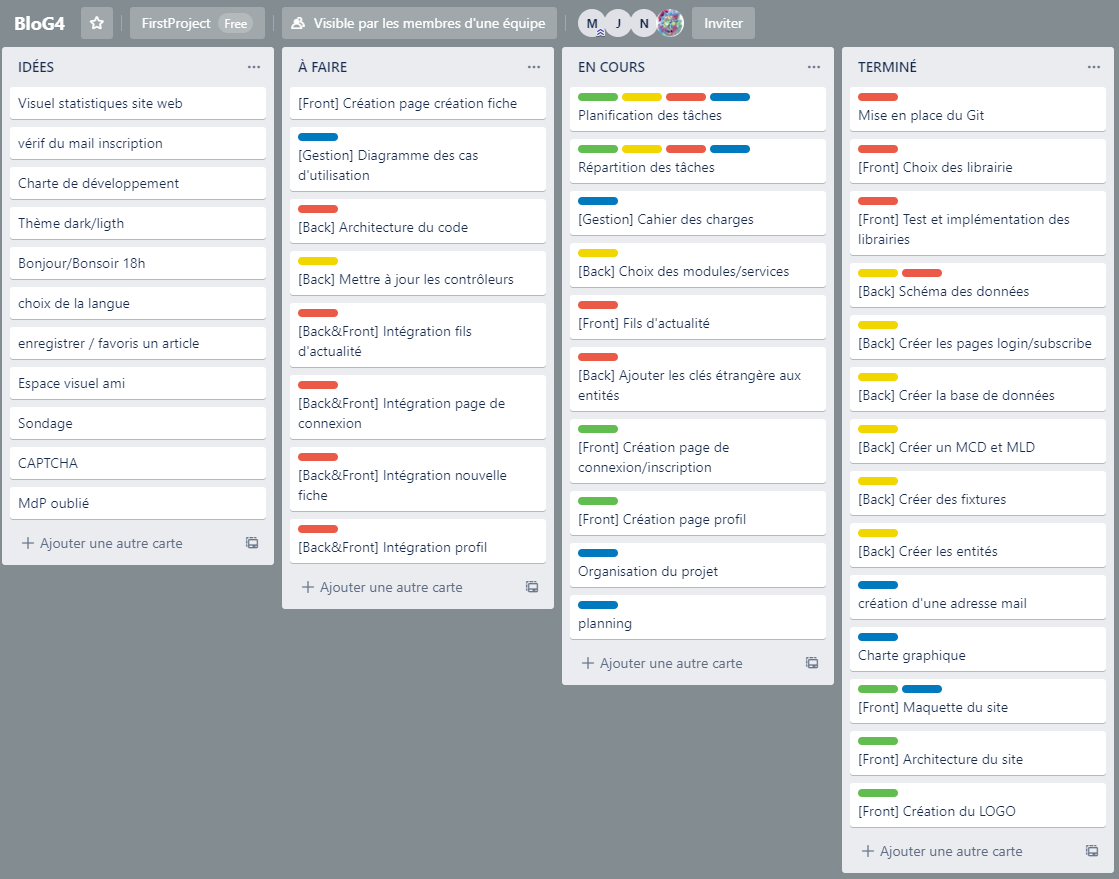 BloG4
FirstProject Free
Visible par les membres d'une équipe
M J N
Inviter
IDÉES
Visuel statistiques site web
vérif du mail inscription
Charte de développement
Thème dark/ligth
Bonjour/Bonsoir 18h
choix de la langue
enregistrer / favoris un article
Espace visuel ami
Sondage
CAPTCHA
MdP oublié
Ajouter une autre carte
À FAIRE
[Front] Création page création fiche
[Gestion] Diagramme des cas
d'utilisation
[Back] Architecture du code
[Back] Mettre à jour les contrôleurs
[Back&Front] Intégration fils
d'actualité
[Back&Front] Intégration page de
connexion
[Back&Front] Intégration nouvelle
fiche
[Back&Front] Intégration profil
Ajouter une autre carte
EN COURS
Planification des tâches
Répartition des tâches
[Gestion] Cahier des charges
[Back] Choix des modules/services
[Front] Fils d'actualité
[Back] Ajouter les clés étrangère aux
entités
[Front] Création page de
connexion/inscription
[Front] Création page profil
Organisation du projet
planning
Ajouter une autre carte
TERMINÉ
Mise en place du Git
[Front] Choix des librairie
[Front] Test et implémentation des
librairies
[Back] Schéma des données
[Back] Créer les pages login/subscribe
[Back] Créer la base de données
[Back] Créer un MCD et MLD
[Back] Créer des fixtures
[Back] Créer les entités
création d'une adresse mail
Charte graphique
[Front] Maquette du site
[Front] Architecture du site
[Front] Création du LOGO
Ajouter une autre carte